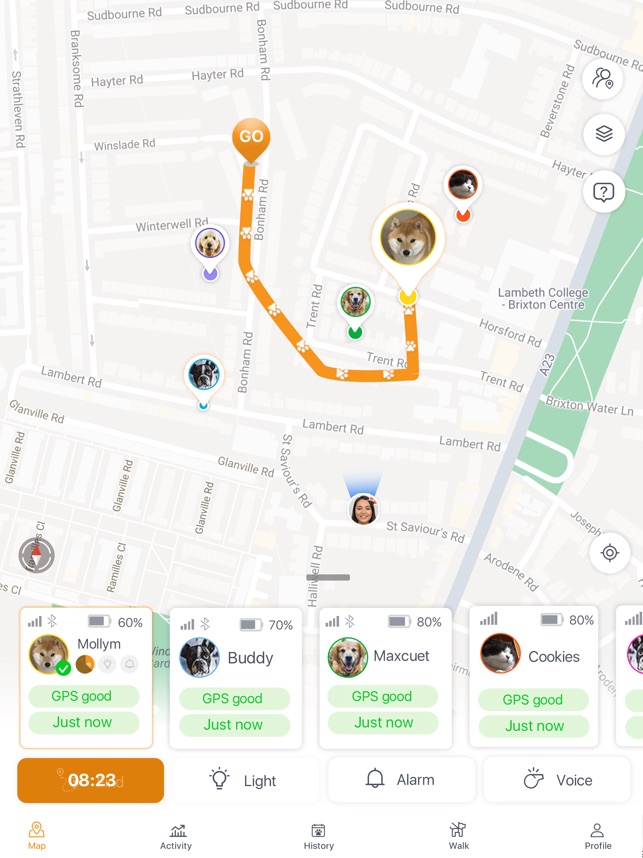 Sudbourne Rd
Sudbourne Rd
Sudbourne Rd
Sudbourne Rd
Branksome Rd
Bonham Rd
Strathleven Rd
Hayter Rd
Hayter Rd
Beverstone Rd
GO
Winslade Rd
Hayter
Bonham Rd
Rd
Winterwell Rd
Trent Rd
Lambeth College
- Brixton Centre
Horsford Rd
Bonham Rd
Trent Rd
Trent Rd
A23
Lambert Rd
Brixton Water Ln
Glanville Rd
Lambert Rd
Lambert Rd
Glanville Rd
St Saviour's Rd
Glanville Rd
Glanville Rd
Glanville Rd
St Saviour's Rd
Joseph
Halliwell Rd
Ramilles Cl
Arodene Rd
60%
Mollym
GPS good
Just now
70%
Buddy
GPS good
Just now
80%
Maxcuet
GPS good
Just now
80%
Cookies
GPS good
Just now
08:23
Light
Alarm
Voice
Map
Activity
History
Walk
Profile